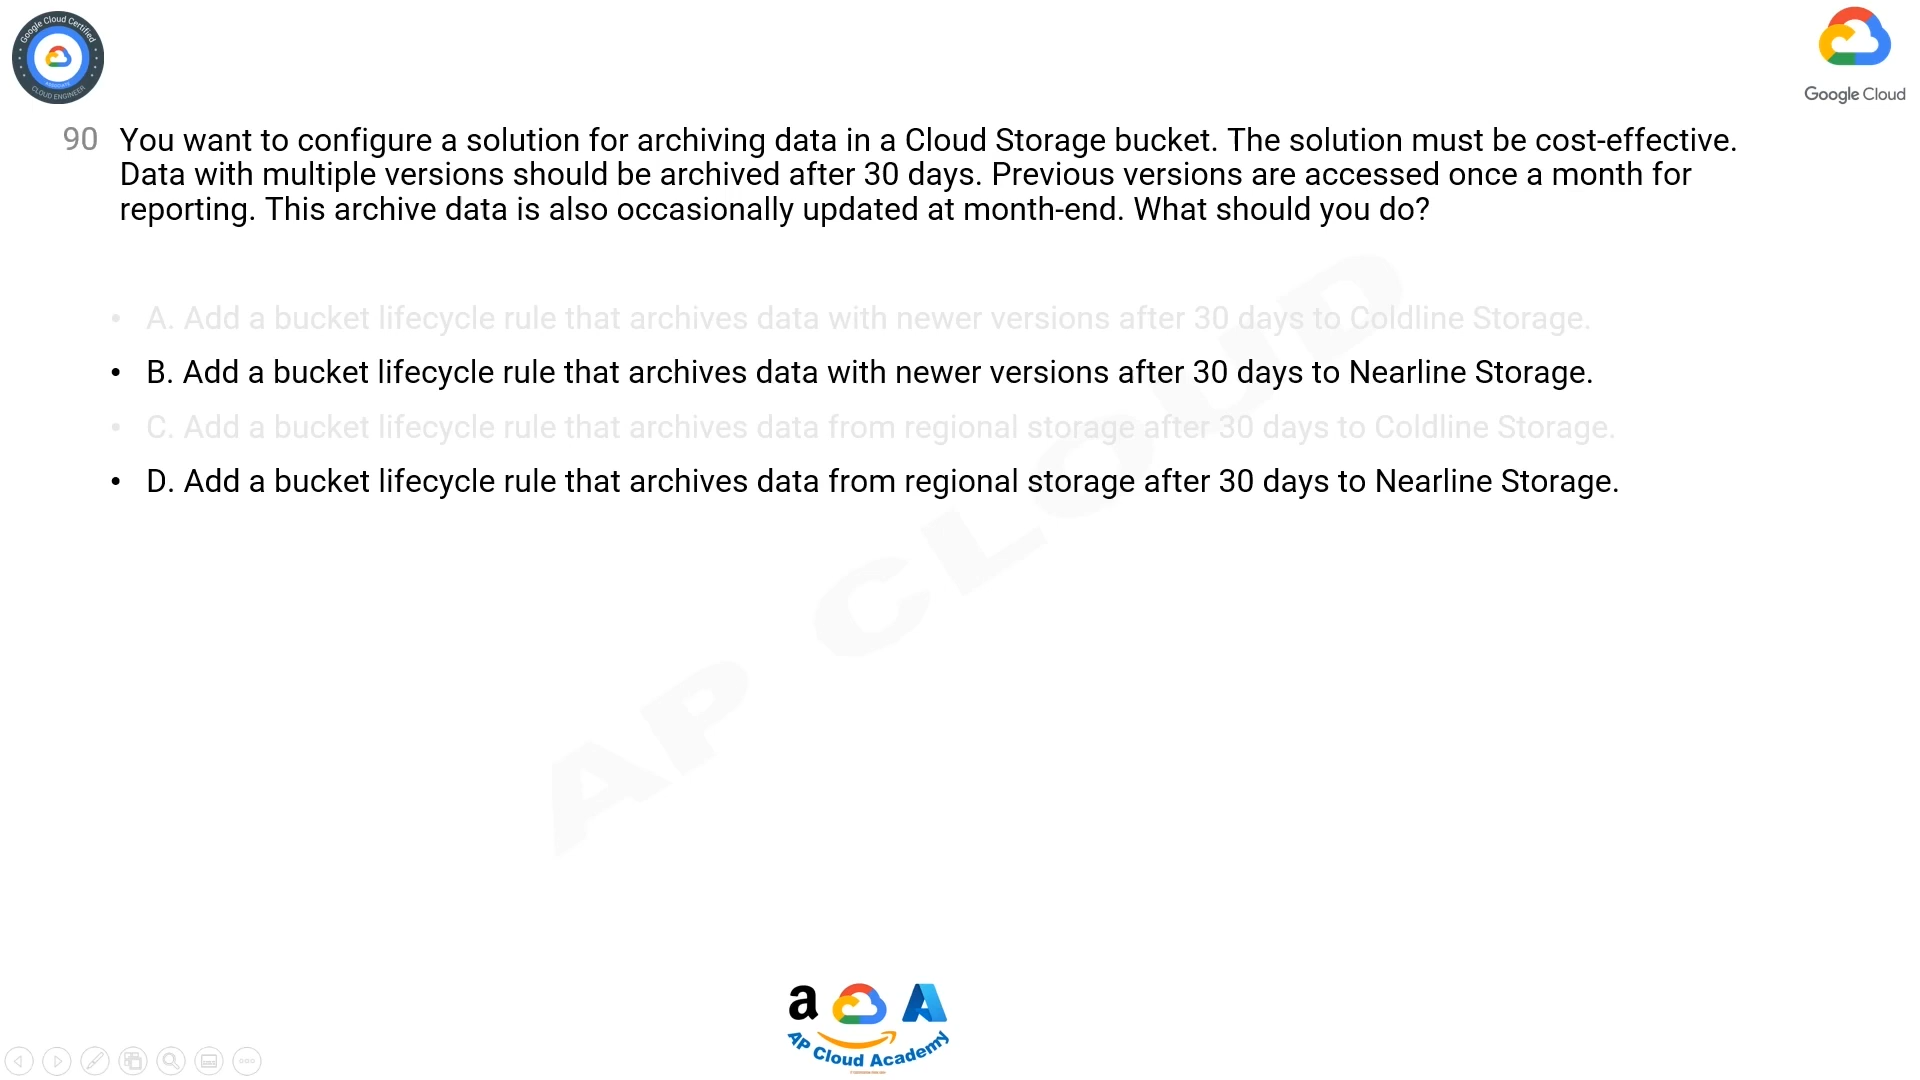 Google Cloud Certified
ASSOCIATE
CLOUD ENGINEER
Google Cloud
90 You want to configure a solution for archiving data in a Cloud Storage bucket. The solution must be cost-effective.
Data with multiple versions should be archived after 30 days. Previous versions are accessed once a month for
reporting. This archive data is also occasionally updated at month-end. What should you do?
• A. Add a bucket lifecycle rule that archives data with newer versions after 30 days to Coldline Storage.
• B. Add a bucket lifecycle rule that archives data with newer versions after 30 days to Nearline Storage.
• C. Add a bucket lifecycle rule that archives data from regional storage after 30 days to Coldline Storage.
• D. Add a bucket lifecycle rule that archives data from regional storage after 30 days to Nearline Storage.
AP CLOUD
a A
AP Cloud Academy